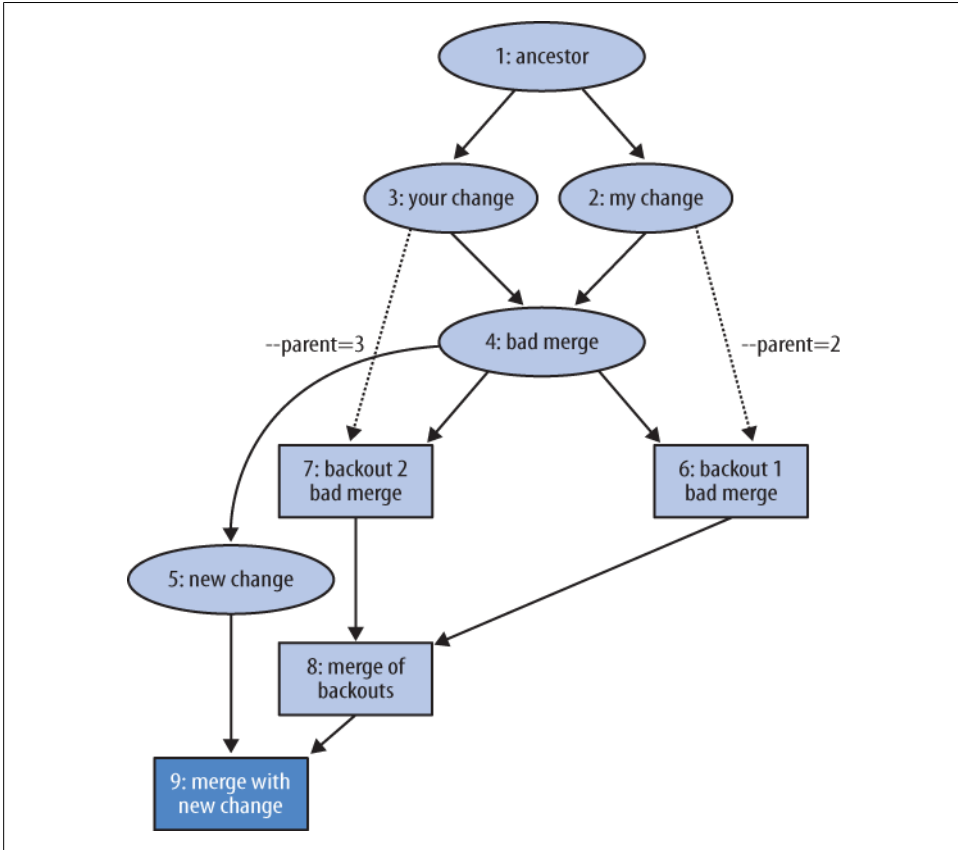 1: ancestor
3: your change
2: my change
--parent=3
4: bad merge
--parent=2
7: backout 2
bad merge
6: backout 1
bad merge
5: new change
8: merge of
backouts
9: merge with
new change